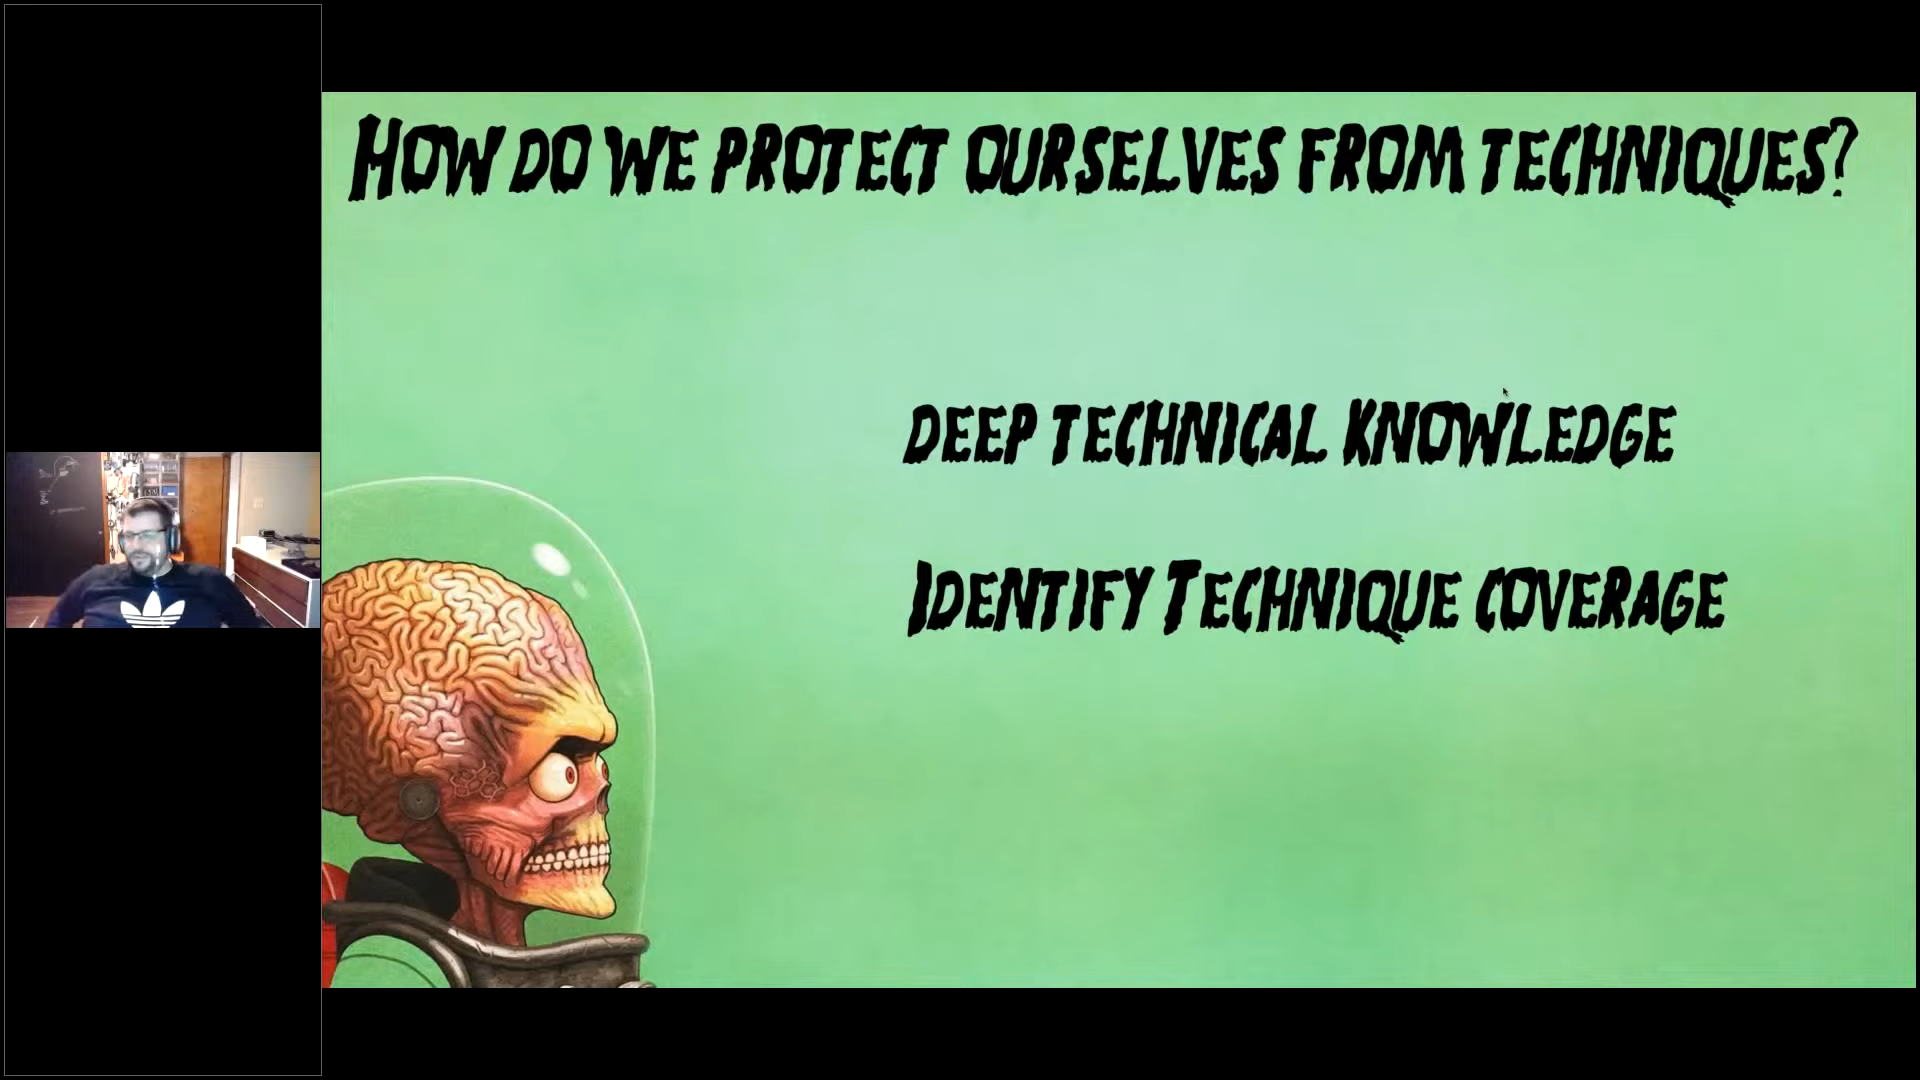 How do we protect ourselves from techniques?
deep technical knowledge
Identify Technique coverage